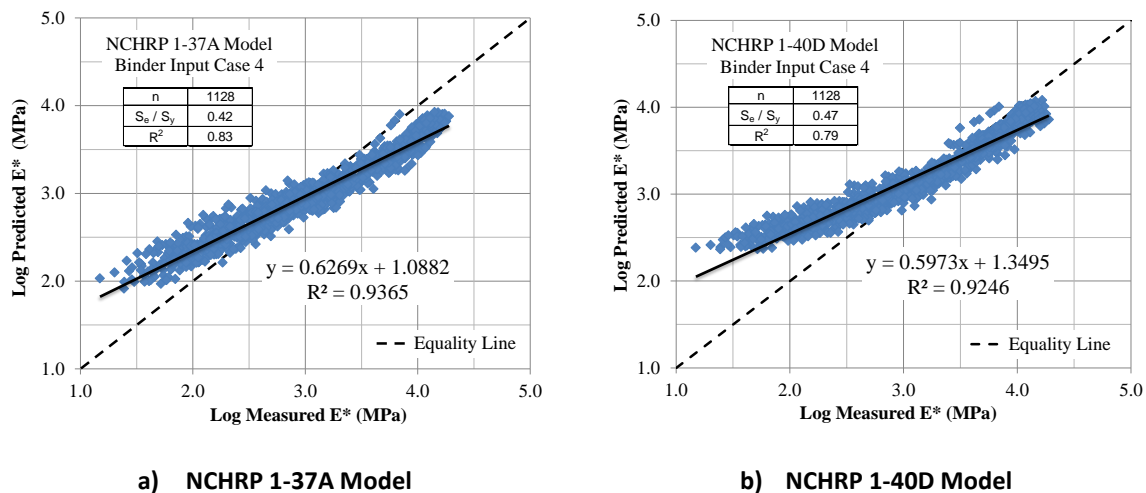 NCHRP 1-37A Model
Binder Input Case 4
n 1128
Se / Sy 0.42
R² 0.83
y = 0.6269x + 1.0882
R² = 0.9365
Equality Line
5.0
4.0
3.0
2.0
1.0
Log Predicted E* (MPa)
1.0 2.0 3.0 4.0 5.0
Log Measured E* (MPa)
a) NCHRP 1-37A Model
NCHRP 1-40D Model
Binder Input Case 4
n 1128
Se / Sy 0.47
R² 0.79
y = 0.5973x + 1.3495
R² = 0.9246
Equality Line
5.0
4.0
3.0
2.0
1.0
Log Predicted E* (MPa)
1.0 2.0 3.0 4.0 5.0
Log Measured E* (MPa)
b) NCHRP 1-40D Model